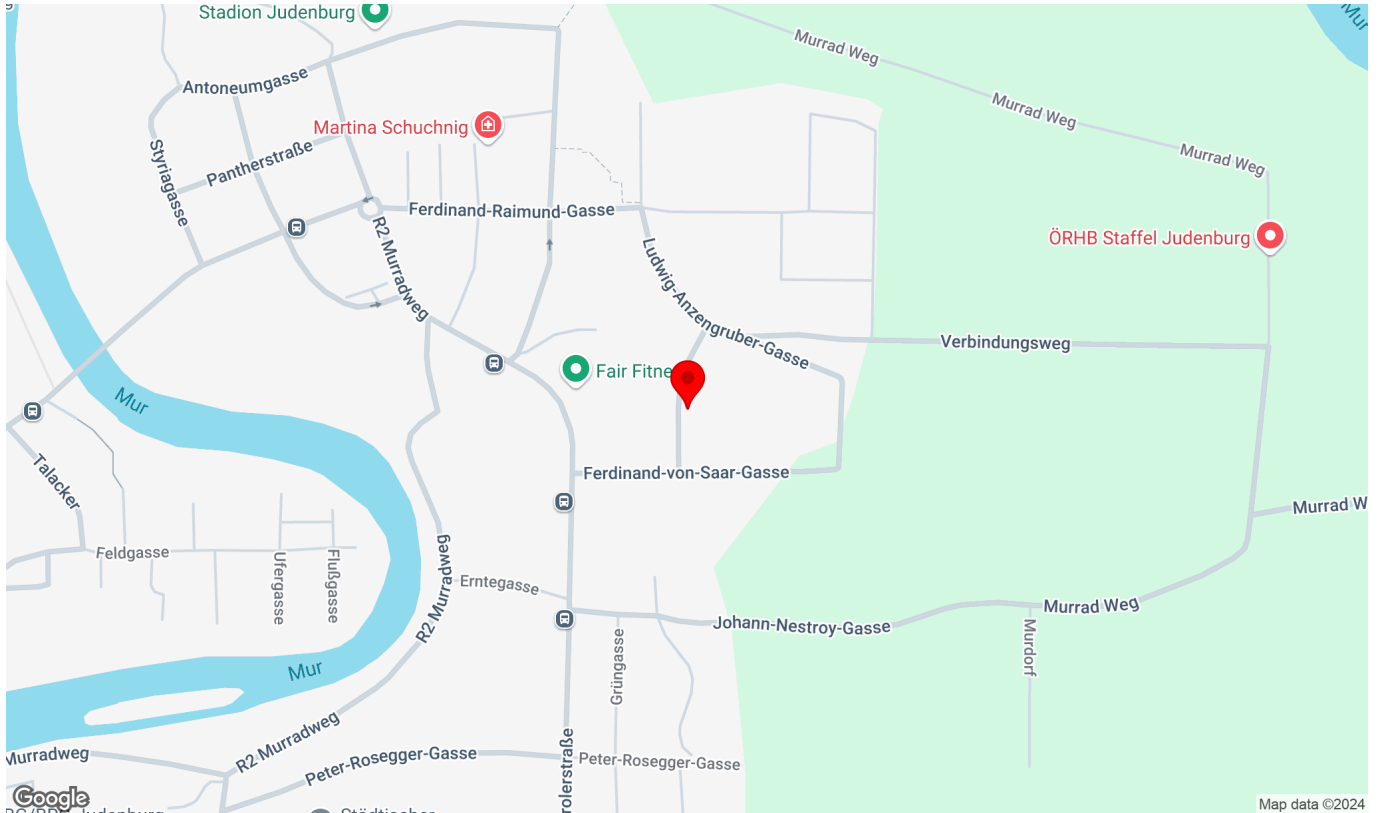 Stadion Judenburg
Mur
Murrad Weg
Antoneumgasse
Murrad Weg
Martina Schuchnig
Pantherstraße
Murrad Weg
Styriagasse
Ferdinand-Raimund-Gasse
R2 Murradweg
ÖRHB Staffel Judenburg
Ludwig-Anzengruber-Gasse
Verbindungsweg
Fair Fitne
Mur
Talacker
Ferdinand-von-Saar-Gasse
Murrad W
Feldgasse
Ufergasse
Flußgasse
R2 Murradweg
Erntegasse
Murrad Weg
Johann-Nestroy-Gasse
Murdorf
Grüngasse
Mur
R2 Murradweg
Murradweg
Peter-Rosegger-Gasse
rolerstraße
Peter-Rosegger-Gasse
Google
Map data ©2024
Judenburg
Städtischer